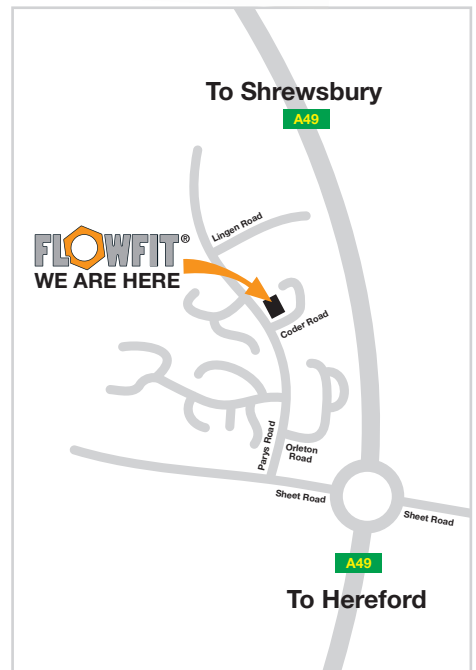 To Shrewsbury
A49
Lingen Road
FLOWFIT®
WE ARE HERE
Coder Road
Parys Road
Orleton
Road
Sheet Road
Sheet Road
A49
To Hereford